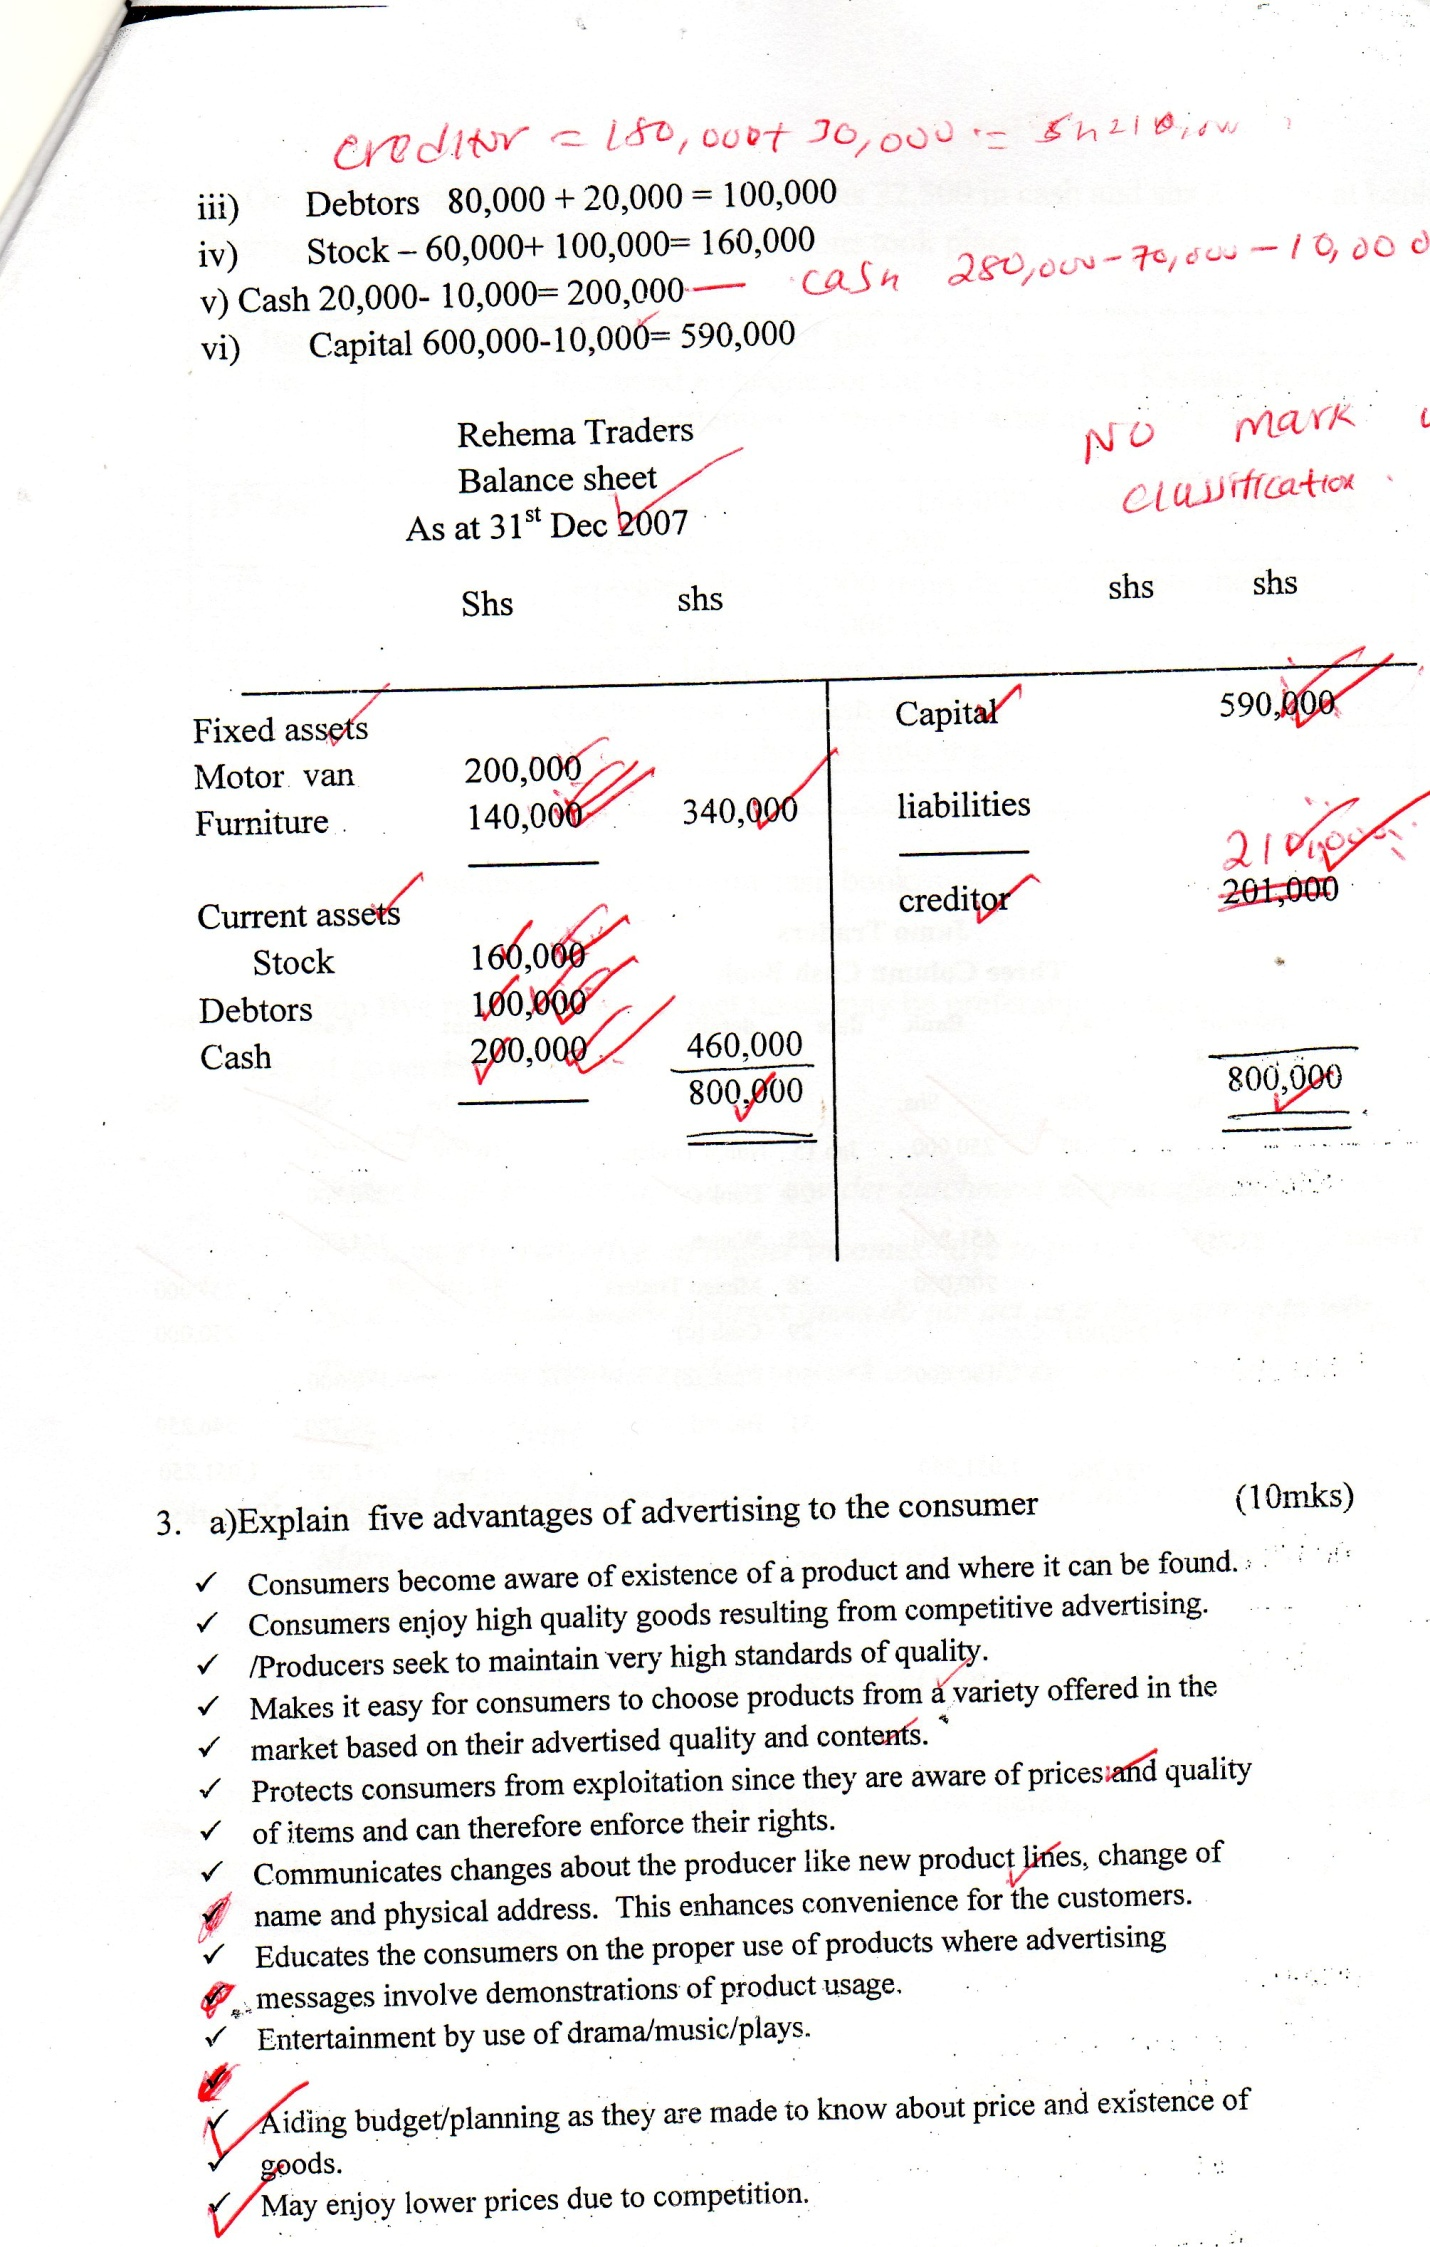 creditor = 180,000+ 30,000 = sh210,000
iii) Debtors 80,000 + 20,000 = 100,000
iv) Stock – 60,000+ 100,000= 160,000
v) Cash 20,000- 10,000= 200,000 — cash 280,000-70,000-10,000
vi) Capital 600,000-10,000= 590,000
Rehema Traders
Balance sheet
As at 31st Dec 2007
NO mark
classification.
Shs shs shs shs
Fixed assets Capital 590,000
Motor van 200,000
Furniture 140,000 340,000 liabilities
210,000
Current assets creditor 201,000
Stock 160,000
Debtors 100,000
Cash 200,000 460,000
800,000 800,000
3. a)Explain five advantages of advertising to the consumer (10mks)
✓ Consumers become aware of existence of a product and where it can be found.
✓ Consumers enjoy high quality goods resulting from competitive advertising.
✓ /Producers seek to maintain very high standards of quality.
✓ Makes it easy for consumers to choose products from a variety offered in the
✓ market based on their advertised quality and contents.
✓ Protects consumers from exploitation since they are aware of prices and quality
✓ of items and can therefore enforce their rights.
✓ Communicates changes about the producer like new product lines, change of
✓ name and physical address. This enhances convenience for the customers.
✓ Educates the consumers on the proper use of products where advertising
✓ messages involve demonstrations of product usage.
✓ Entertainment by use of drama/music/plays.
✓
✓ Aiding budget/planning as they are made to know about price and existence of
✓ goods.
✓ May enjoy lower prices due to competition.